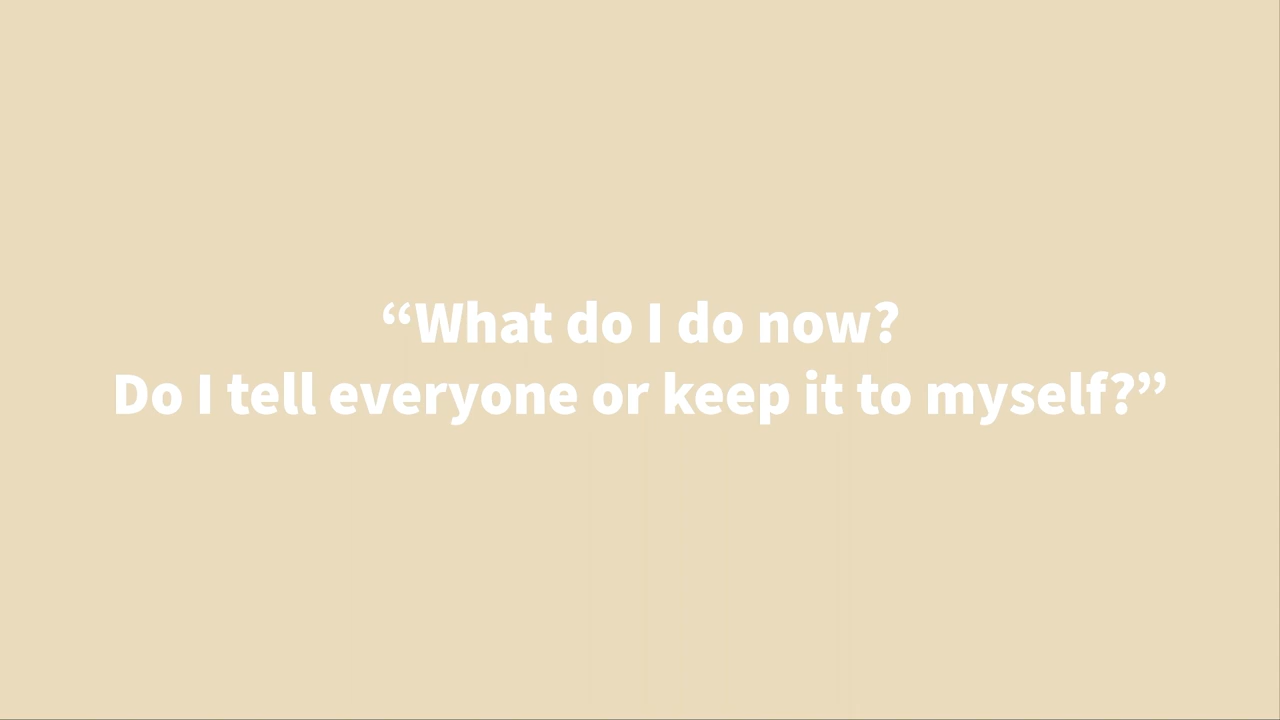 “What do I do now?
Do I tell everyone or keep it to myself?”